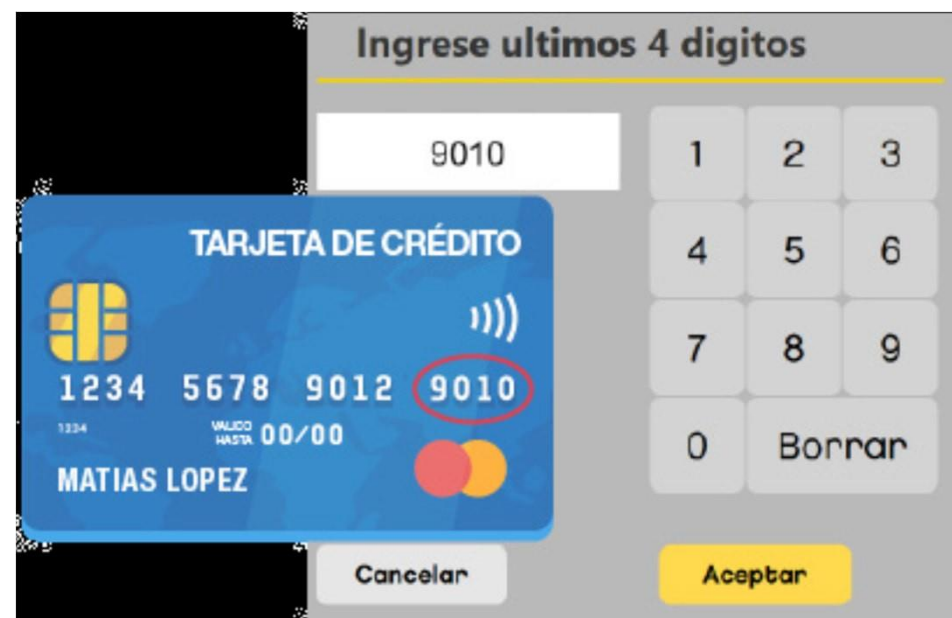 Ingrese ultimos 4 digitos
9010
1 2 3
TARJETA DE CRÉDITO
4 5 6
7 8 9
1234 5678 9012 9010
1234
VALIDO
HASTA 00/00
0 Borrar
MATIAS LOPEZ
Cancelar
Aceptar